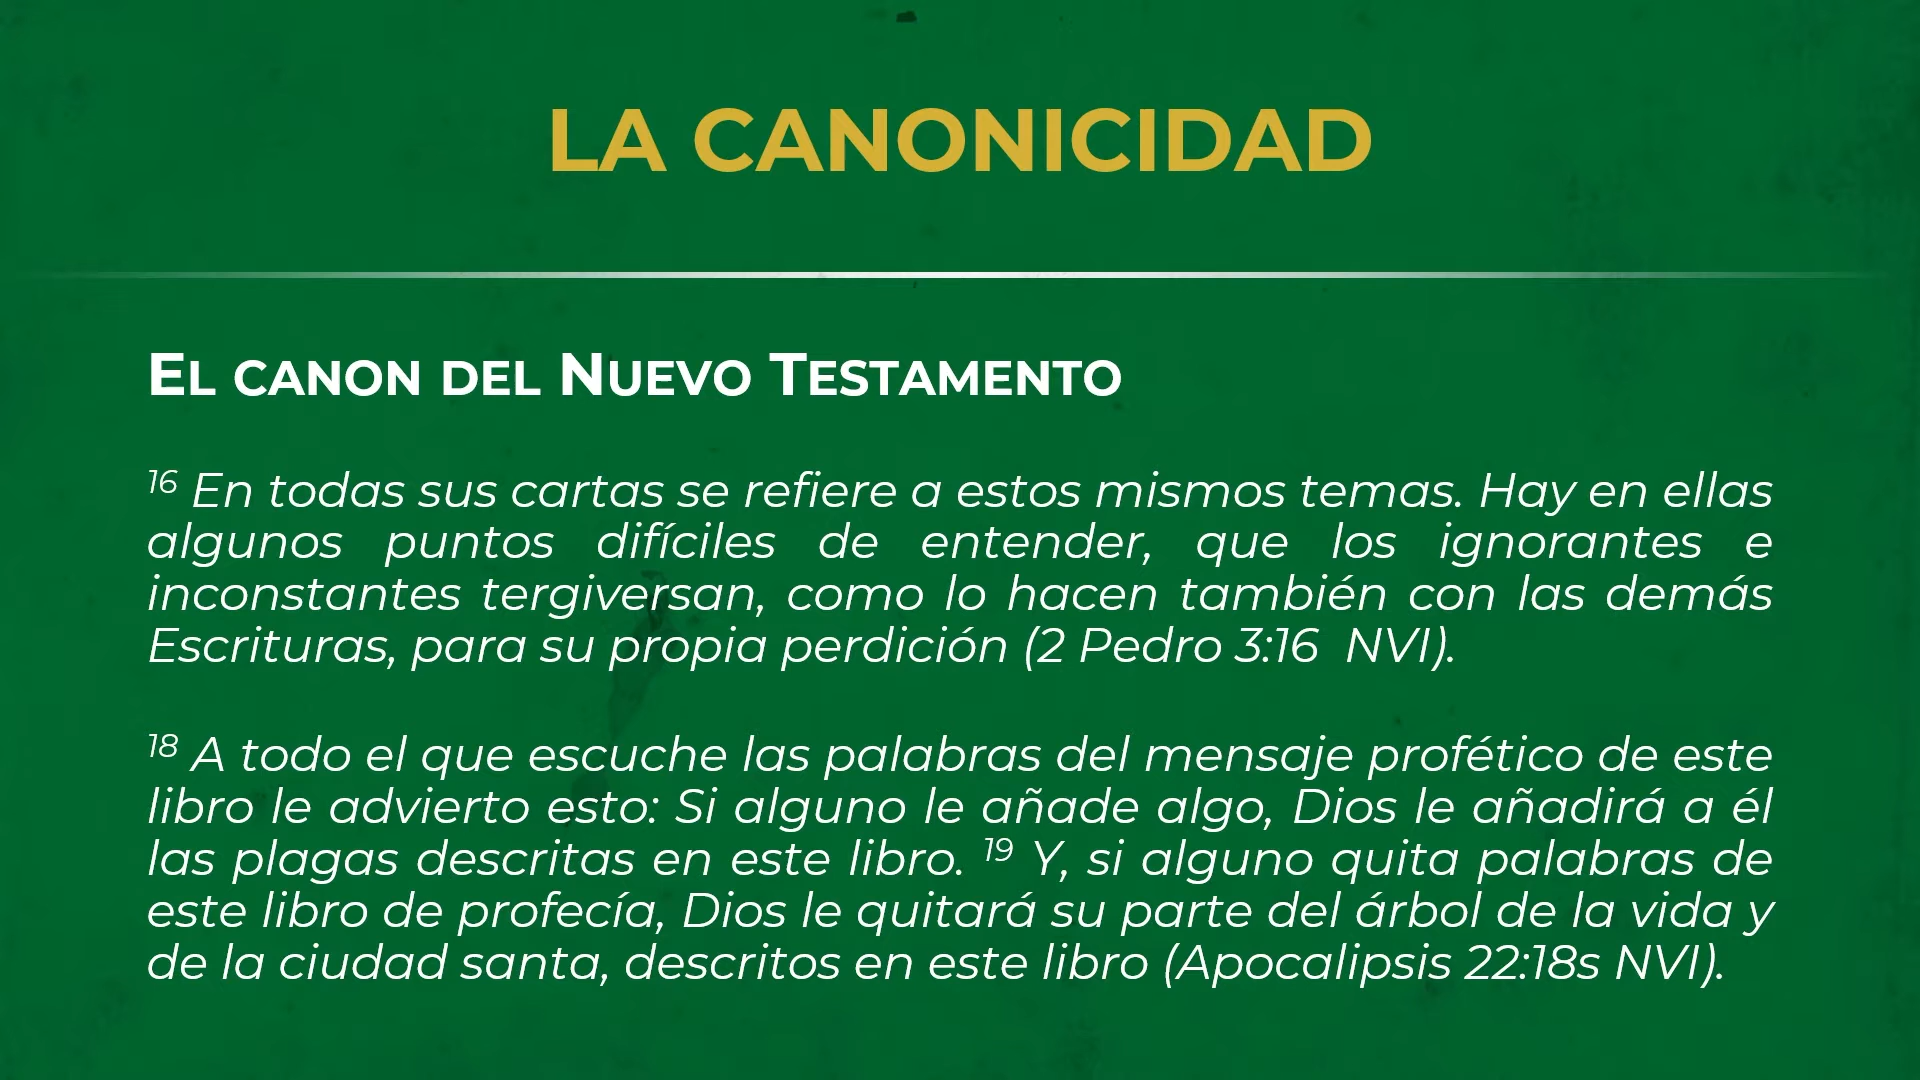 LA CANONICIDAD
El canon del Nuevo Testamento
16 En todas sus cartas se refiere a estos mismos temas. Hay en ellas
algunos puntos difíciles de entender, que los ignorantes e
inconstantes tergiversan, como lo hacen también con las demás
Escrituras, para su propia perdición (2 Pedro 3:16  NVI).
18 A todo el que escuche las palabras del mensaje profético de este
libro le advierto esto: Si alguno le añade algo, Dios le añadirá a él
las plagas descritas en este libro. 19 Y, si alguno quita palabras de
este libro de profecía, Dios le quitará su parte del árbol de la vida y
de la ciudad santa, descritos en este libro (Apocalipsis 22:18s NVI).